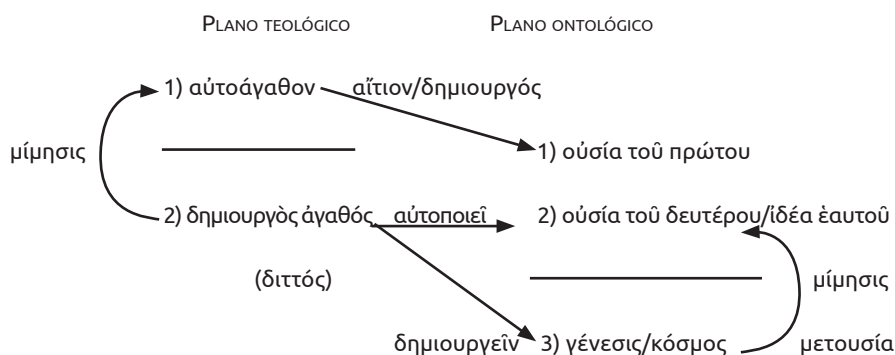 PLANO TEOLÓGICO PLANO ONTOLÓGICO
1) αὐτοάγαθον αἴτιον/δημιουργός
μίμησις 1) οὐσία τοῦ πρώτου
2) δημιουργὸς ἀγαθός αὐτοποιεῖ 2) οὐσία τοῦ δευτέρου/ἰδέα ἑαυτοῦ
(διττός) μίμησις
δημιουργεῖν 3) γένεσις/κόσμος μετουσία